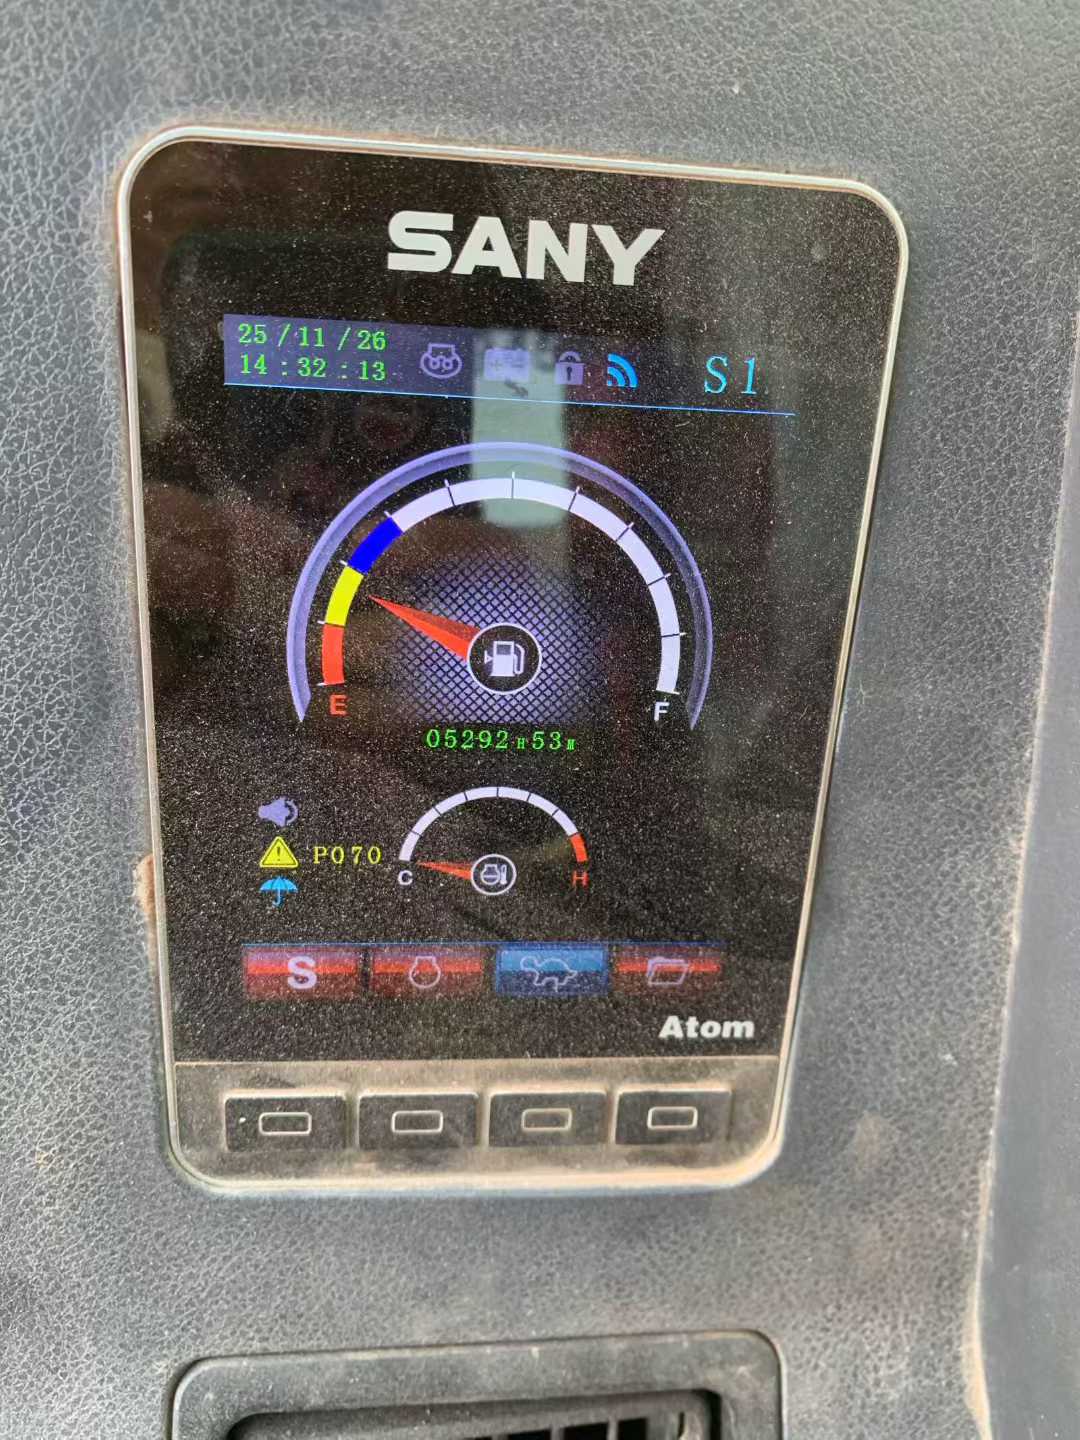 SANY
25/11/26
14:32:13
S1
E
F
05292H53M
P070
C
H
S
Atom